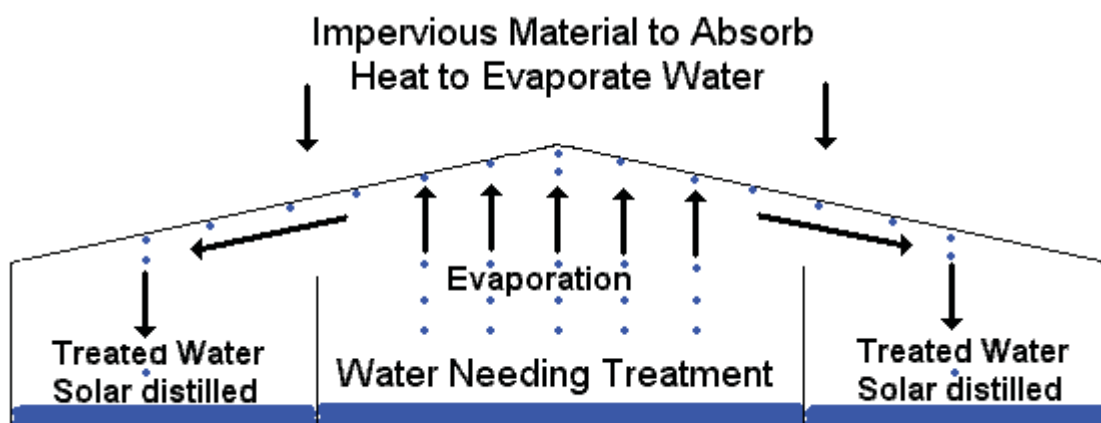 Impervious Material to Absorb
Heat to Evaporate Water
Evaporation
Treated Water
Solar distilled
Water Needing Treatment
Treated Water
Solar distilled